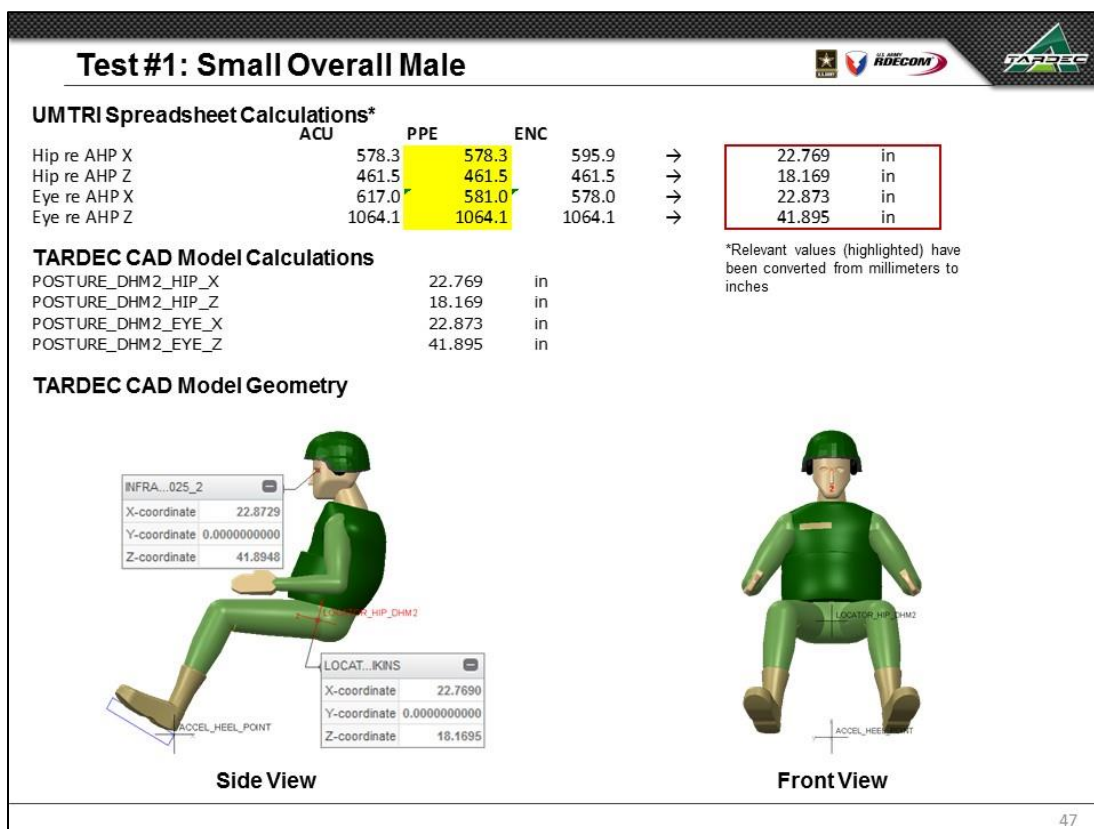 Test #1: Small Overall Male
U.S. ARMY
U.S. ARMY RDECOM
TARDEC
UMTRI Spreadsheet Calculations*
ACU PPE ENC
Hip re AHP X 578.3 578.3 595.9 → 22.769 in
Hip re AHP Z 461.5 461.5 461.5 → 18.169 in
Eye re AHP X 617.0 581.0 578.0 → 22.873 in
Eye re AHP Z 1064.1 1064.1 1064.1 → 41.895 in
*Relevant values (highlighted) have
been converted from millimeters to
inches
TARDEC CAD Model Calculations
POSTURE_DHM2_HIP_X 22.769 in
POSTURE_DHM2_HIP_Z 18.169 in
POSTURE_DHM2_EYE_X 22.873 in
POSTURE_DHM2_EYE_Z 41.895 in
TARDEC CAD Model Geometry
INFRA...025_2
X-coordinate 22.8729
Y-coordinate 0.0000000000
Z-coordinate 41.8948
LOCATOR_HIP_DHM2
LOCAT...IKINS
X-coordinate 22.7690
Y-coordinate 0.0000000000
Z-coordinate 18.1695
ACCEL_HEEL_POINT
LOCATOR_HIP_DHM2
ACCEL_HEEL_POINT
Side View
Front View
47